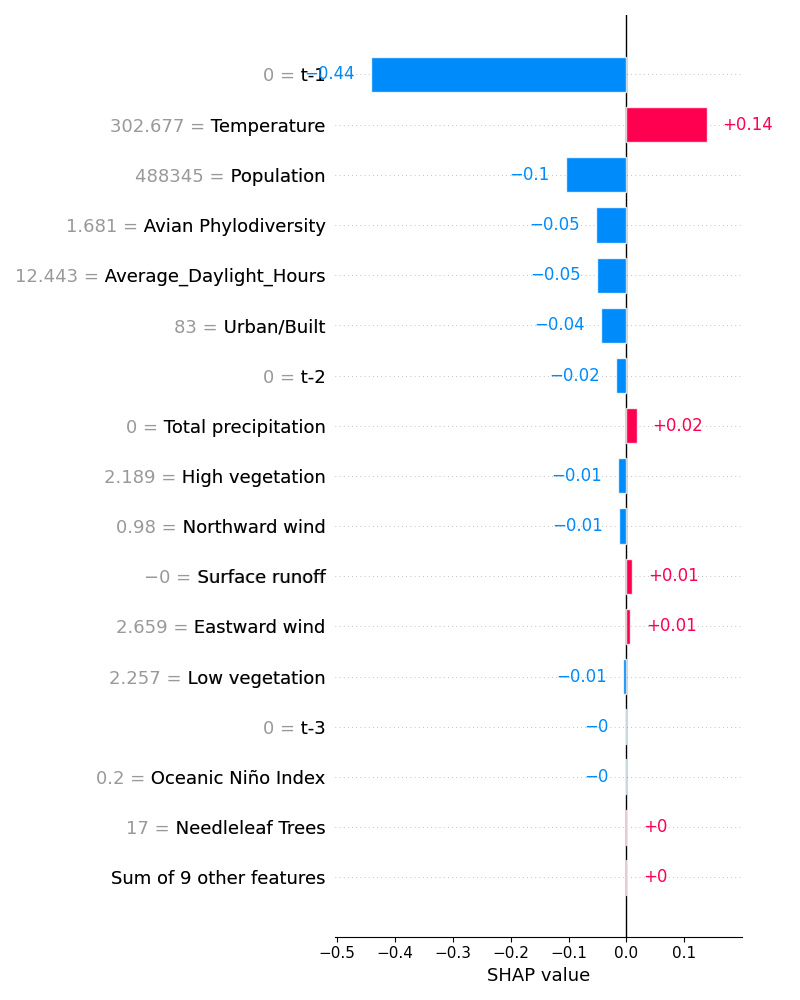 0 = t-1 −0.44
302.677 = Temperature +0.14
488345 = Population −0.1
1.681 = Avian Phylodiversity −0.05
12.443 = Average_Daylight_Hours −0.05
83 = Urban/Built −0.04
0 = t-2 −0.02
0 = Total precipitation +0.02
2.189 = High vegetation −0.01
0.98 = Northward wind −0.01
−0 = Surface runoff +0.01
2.659 = Eastward wind +0.01
2.257 = Low vegetation −0.01
0 = t-3 −0
0.2 = Oceanic Niño Index −0
17 = Needleleaf Trees +0
Sum of 9 other features +0
−0.5 −0.4 −0.3 −0.2 −0.1 0.0 0.1
SHAP value